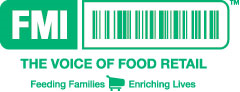 FMI
™
THE VOICE OF FOOD RETAIL
Feeding Families Enriching Lives